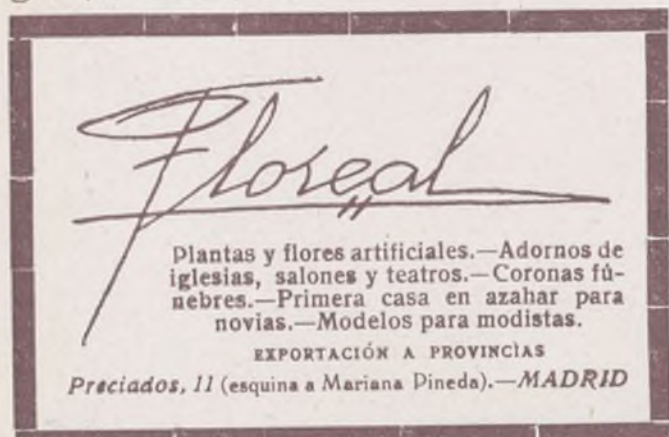 Floreal
Plantas y flores artificiales.—Adornos de
iglesias, salones y teatros.—Coronas fú-
nebres.—Primera casa en azahar para
novias.—Modelos para modistas.
EXPORTACIÓN A PROVINCIAS
Preciados, 11 (esquina a Mariana Pineda).—MADRID